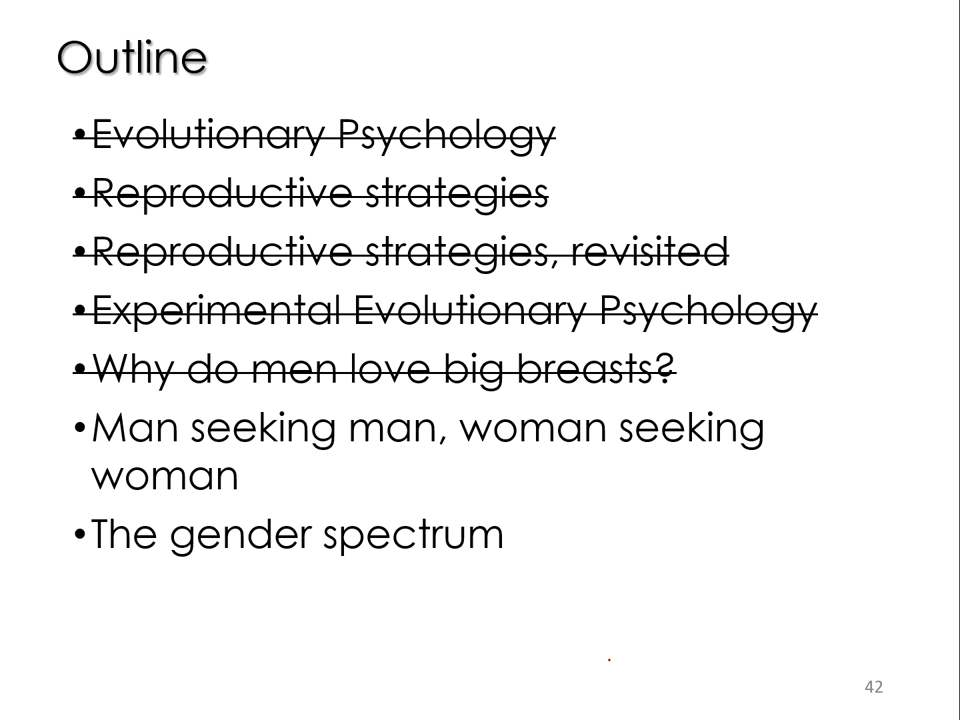 Outline
•Evolutionary Psychology
•Reproductive strategies
•Reproductive strategies, revisited
•Experimental Evolutionary Psychology
•Why do men love big breasts?
•Man seeking man, woman seeking
woman
•The gender spectrum
42